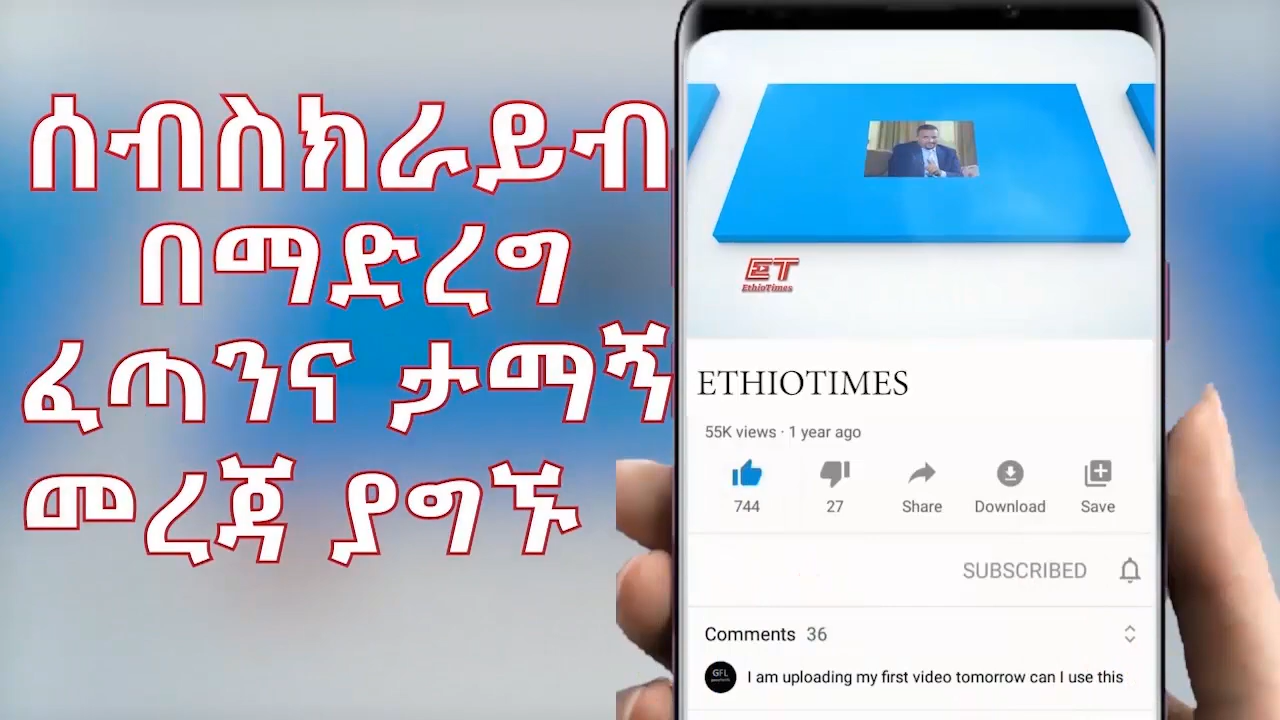 ሰብስክራይብ
በማድረግ
ፈጣንና ታማኝ
መረጃ ያግኙ
ET
EthioTimes
ETHIOTIMES
55K views · 1 year ago
744 27 Share Download Save
SUBSCRIBED
Comments 36
GFL
I am uploading my first video tomorrow can I use this